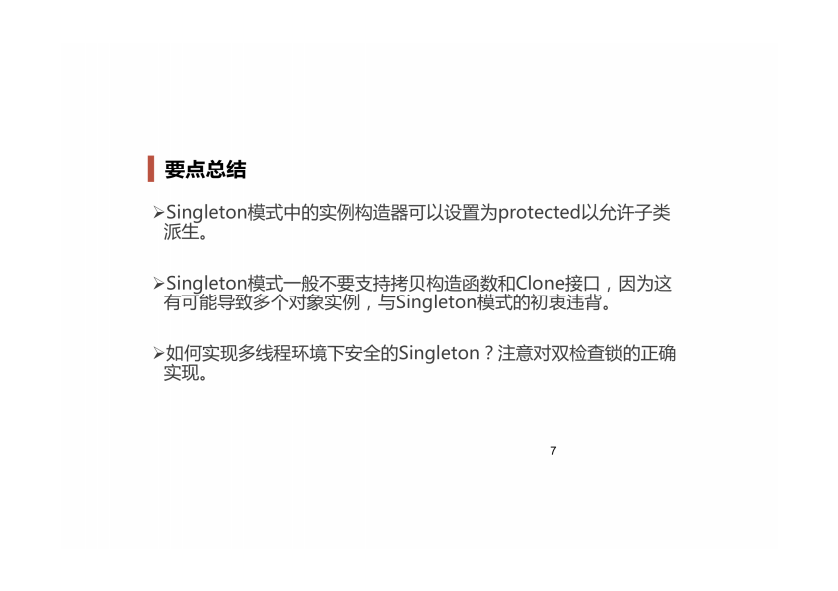 要点总结
➢Singleton模式中的实例构造器可以设置为protected以允许子类
派生。
➢Singleton模式一般不要支持拷贝构造函数和Clone接口，因为这
有可能导致多个对象实例，与Singleton模式的初衷违背。
➢如何实现多线程环境下安全的Singleton？注意对双检查锁的正确
实现。
7